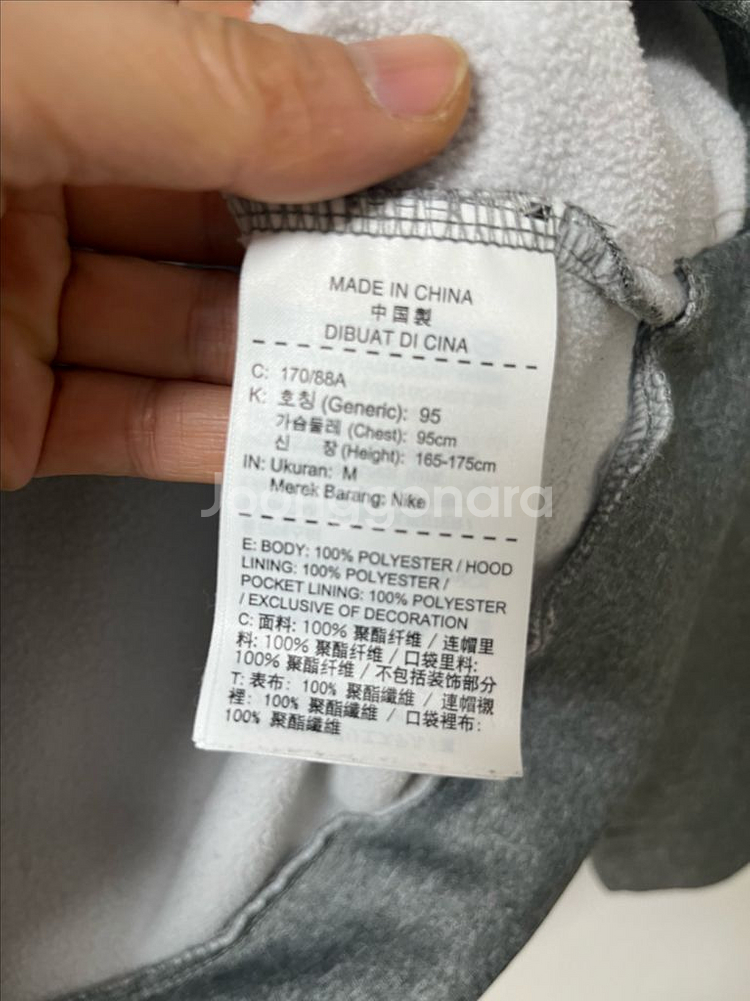 MADE IN CHINA
中国製
DIBUAT DI CINA
C: 170/88A
K: 호칭 (Generic): 95
가슴둘레 (Chest): 95cm
신 장 (Height): 165-175cm
IN: Ukuran: M
Merek Barang: Nike
Joonggonara
E: BODY: 100% POLYESTER / HOOD
LINING: 100% POLYESTER /
POCKET LINING: 100% POLYESTER
/ EXCLUSIVE OF DECORATION
C: 面料: 100% 聚酯纤维 / 连帽里
料: 100% 聚酯纤维 / 口袋里料:
100% 聚酯纤维 / 不包括装饰部分
T: 表布: 100% 聚酯纖維 / 連帽襯
裡: 100% 聚酯纖維 / 口袋裡布:
100% 聚酯纖維